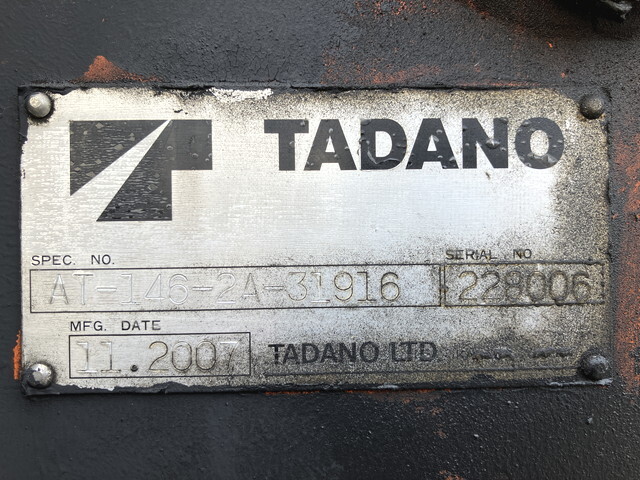 TADANO
SPEC. NO. SERIAL NO
AT-146-2A-31916 228006
MFG. DATE
11.2007 TADANO LTD